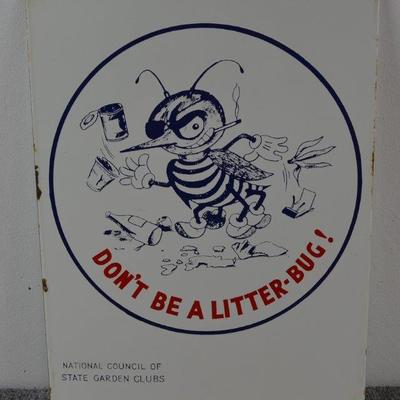 DON'T BE A LITTER-BUG!
NATIONAL COUNCIL OF
STATE GARDEN CLUBS